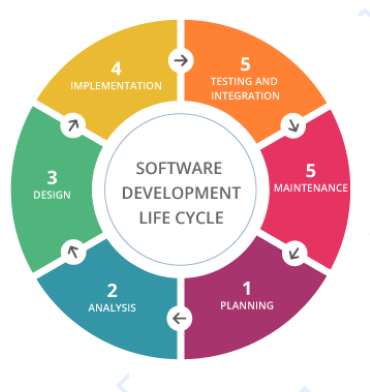 4
IMPLEMENTATION
5
TESTING AND
INTEGRATION
3
DESIGN
SOFTWARE
DEVELOPMENT
LIFE CYCLE
5
MAINTENANCE
2
ANALYSIS
1
PLANNING